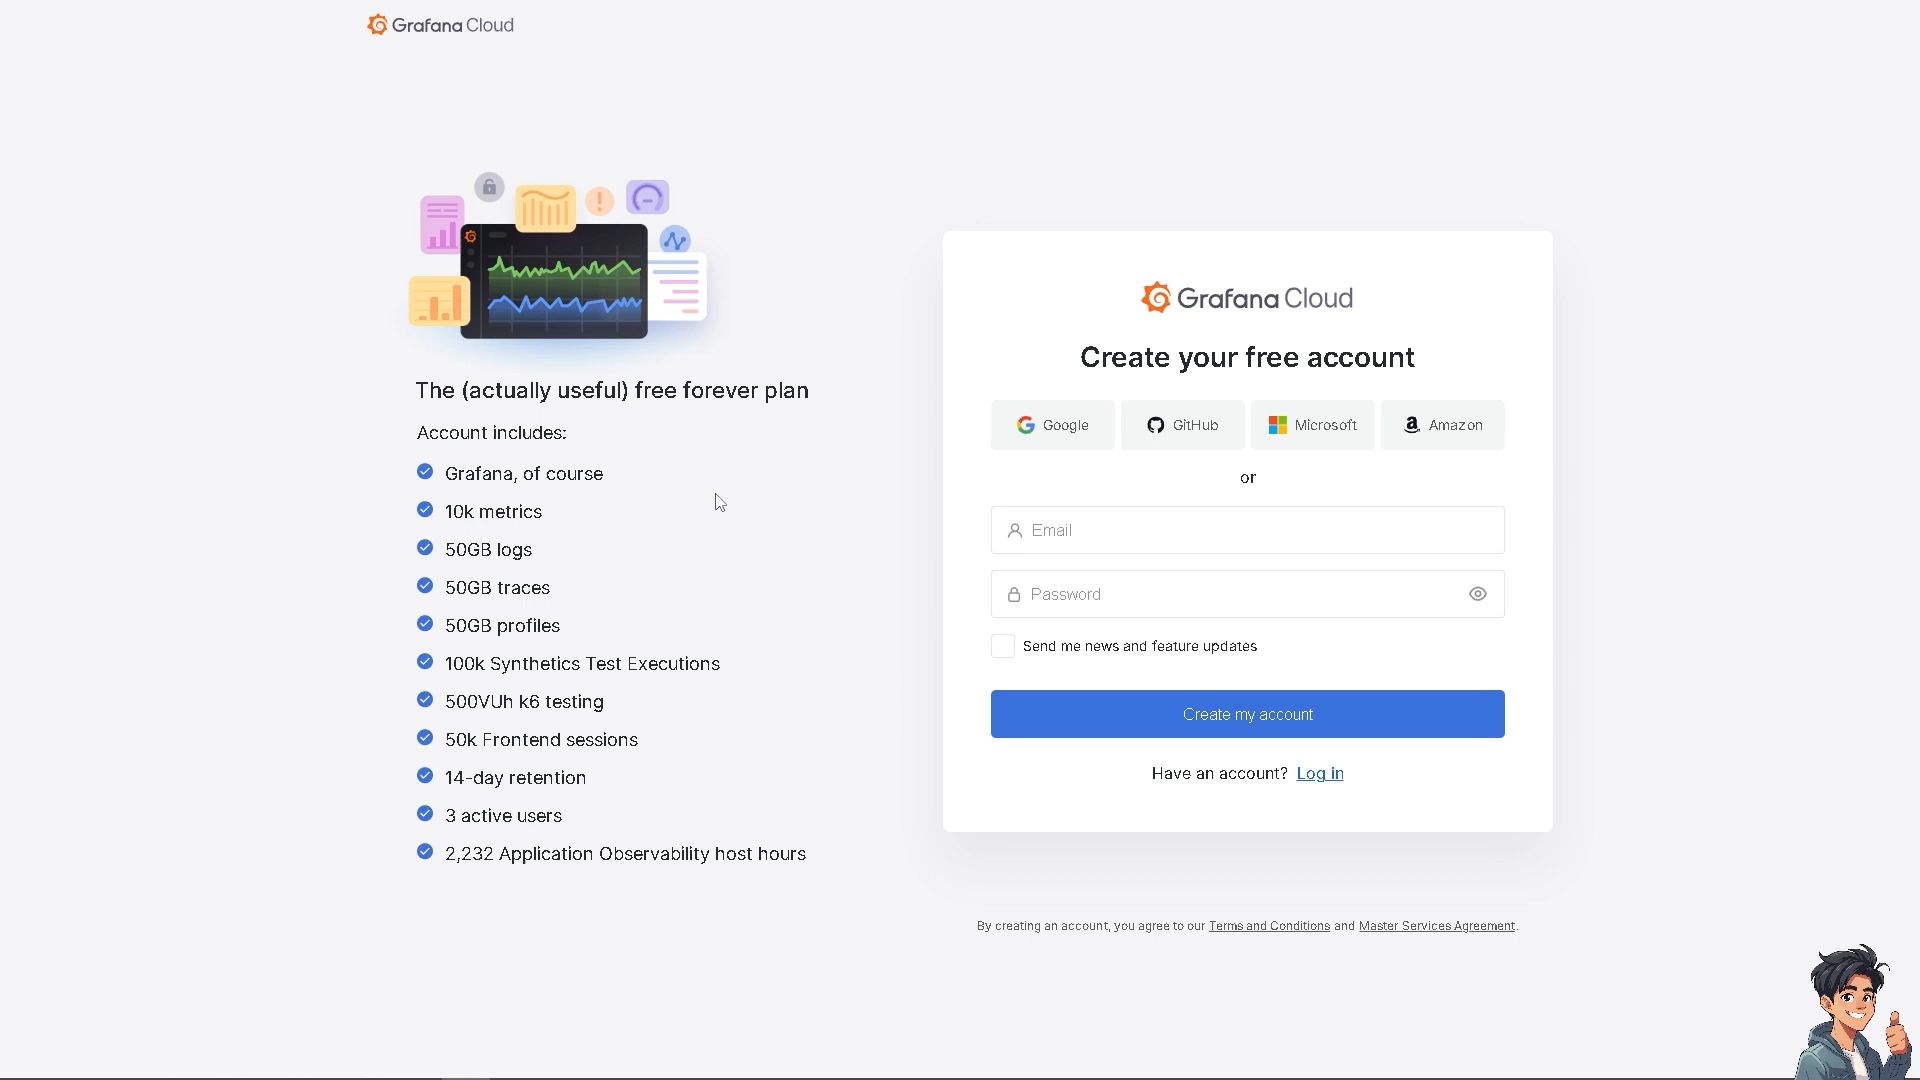 Grafana Cloud
The (actually useful) free forever plan
Account includes:
Grafana, of course
10k metrics
50GB logs
50GB traces
50GB profiles
100k Synthetics Test Executions
500VUh k6 testing
50k Frontend sessions
14-day retention
3 active users
2,232 Application Observability host hours
Grafana Cloud
Create your free account
Google GitHub Microsoft Amazon
or
Email
Password
Send me news and feature updates
Create my account
Have an account? Log in
By creating an account, you agree to our Terms and Conditions and Master Services Agreement.